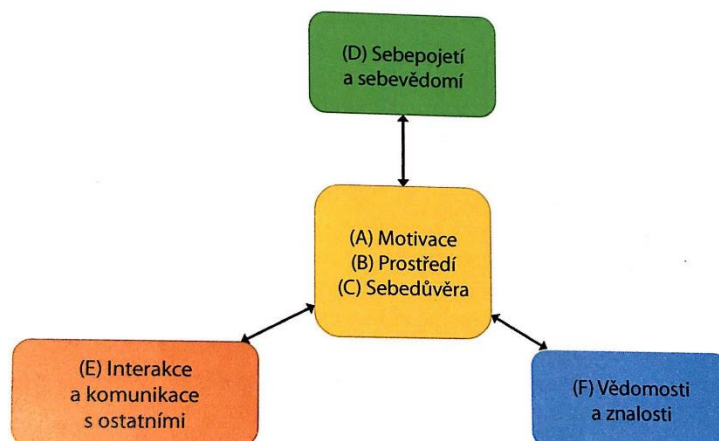 (D) Sebepojetí
a sebevědomí
(A) Motivace
(B) Prostředí
(C) Sebedůvěra
(E) Interakce
a komunikace
s ostatními
(F) Vědomosti
a znalosti